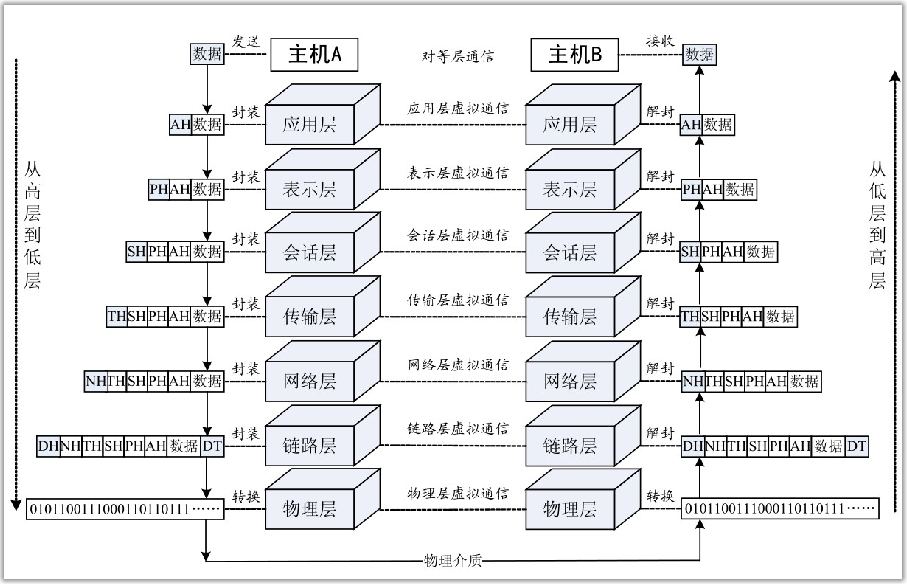 数据 发送 主机A 对等层通信 主机B 接收 数据
AH 数据 封装 应用层 应用层虚拟通信 应用层 解封 AH 数据
PH AH 数据 封装 表示层 表示层虚拟通信 表示层 解封 PH AH 数据
SH PH AH 数据 封装 会话层 会话层虚拟通信 会话层 解封 SH PH AH 数据
TH SH PH AH 数据 封装 传输层 传输层虚拟通信 传输层 解封 TH SH PH AH 数据
NH TH SH PH AH 数据 封装 网络层 网络层虚拟通信 网络层 解封 NH TH SH PH AH 数据
DH NH TH SH PH AH 数据 DT 封装 链路层 链路层虚拟通信 链路层 解封 DH NH TH SH PH AH 数据 DT
0101100111000110110111…… 转换 物理层 物理层虚拟通信 物理层 转换 0101100111000110110111……
物理介质
从高层到低层
从低层到高层